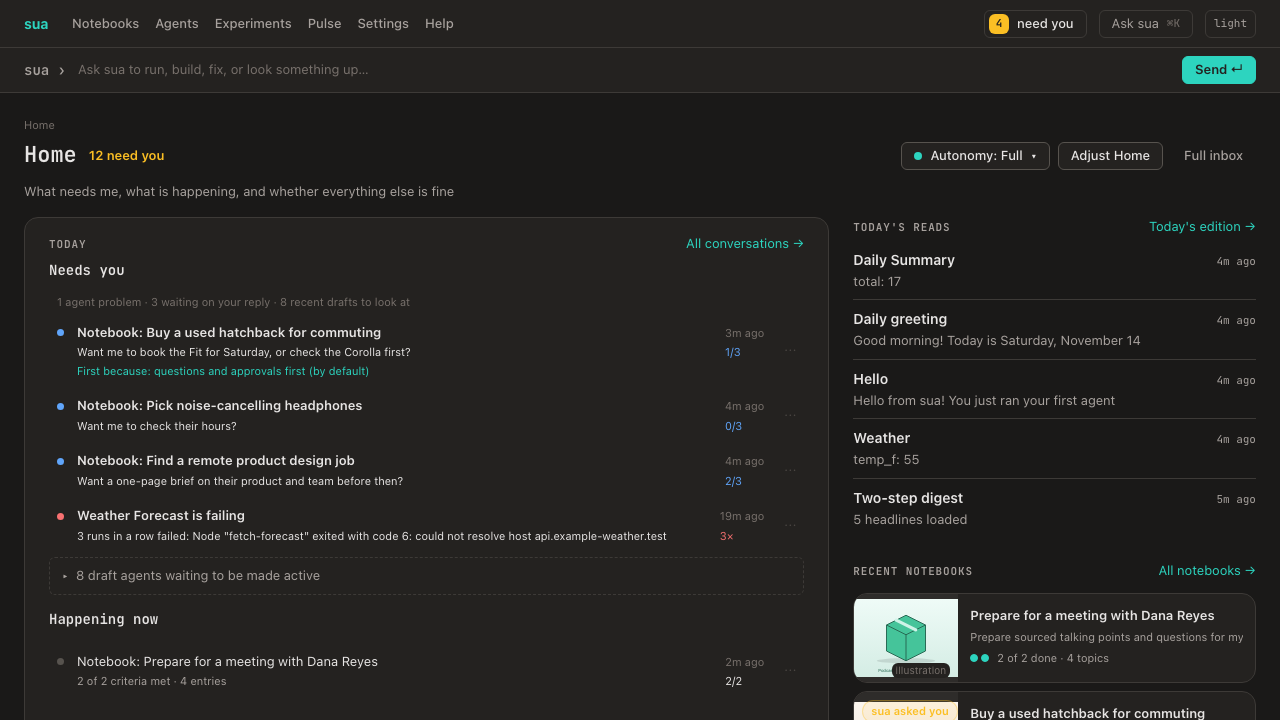 sua Notebooks Agents Experiments Pulse Settings Help 4 need you Ask sua ⌘K light
sua › Ask sua to run, build, fix, or look something up... Send ↵
Home
Home 12 need you Autonomy: Full ▾ Adjust Home Full inbox
What needs me, what is happening, and whether everything else is fine
TODAY All conversations →
Needs you
1 agent problem · 3 waiting on your reply · 8 recent drafts to look at
Notebook: Buy a used hatchback for commuting 3m ago
Want me to book the Fit for Saturday, or check the Corolla first? 1/3 ...
First because: questions and approvals first (by default)
Notebook: Pick noise-cancelling headphones 4m ago
Want me to check their hours? 0/3 ...
Notebook: Find a remote product design job 4m ago
Want a one-page brief on their product and team before then? 2/3 ...
Weather Forecast is failing 19m ago
3 runs in a row failed: Node "fetch-forecast" exited with code 6: could not resolve host api.example-weather.test 3× ...
▸ 8 draft agents waiting to be made active
Happening now
Notebook: Prepare for a meeting with Dana Reyes 2m ago
2 of 2 criteria met · 4 entries 2/2 ...
TODAY'S READS Today's edition →
Daily Summary 4m ago
total: 17
Daily greeting 4m ago
Good morning! Today is Saturday, November 14
Hello 4m ago
Hello from sua! You just ran your first agent
Weather 4m ago
temp_f: 55
Two-step digest 5m ago
5 headlines loaded
RECENT NOTEBOOKS All notebooks →
Prepare for a meeting with Dana Reyes
Prepare sourced talking points and questions for my
2 of 2 done · 4 topics
Illustration
sua asked you
Buy a used hatchback for commuting